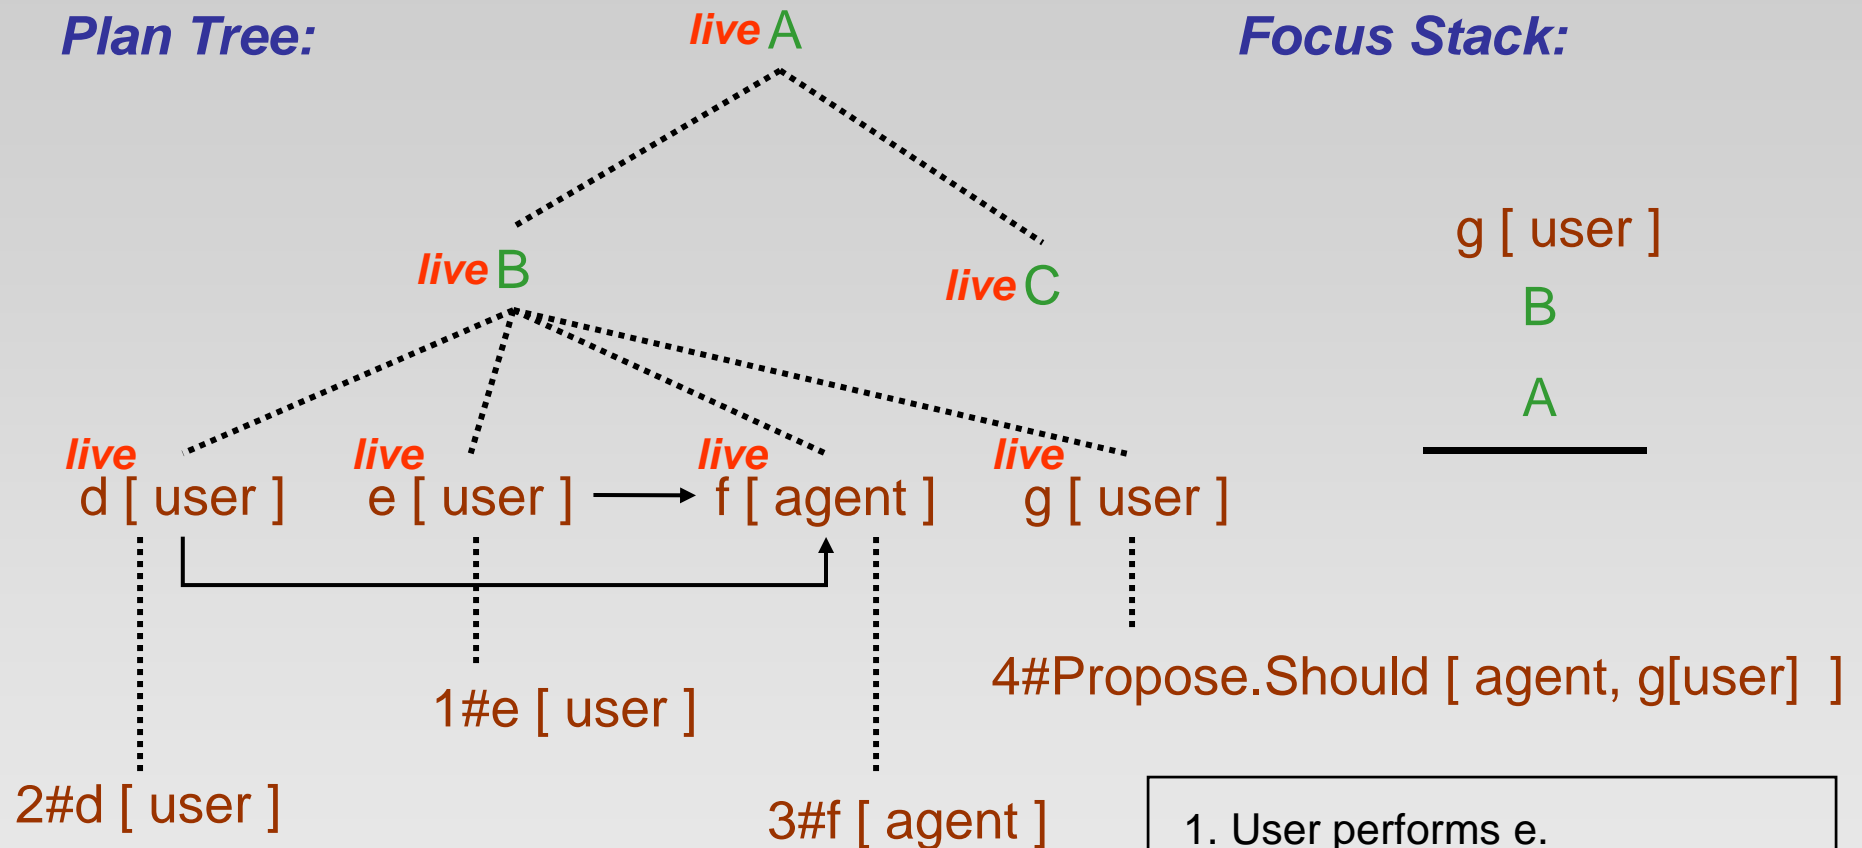 Plan Tree:
live A
Focus Stack:
live B
live C
g [ user ]
B
A
live
live
live
live
d [ user ]
e [ user ]
f [ agent ]
g [ user ]
4#Propose.Should [ agent, g[user] ]
1#e [ user ]
2#d [ user ]
3#f [ agent ]
1. User performs e.